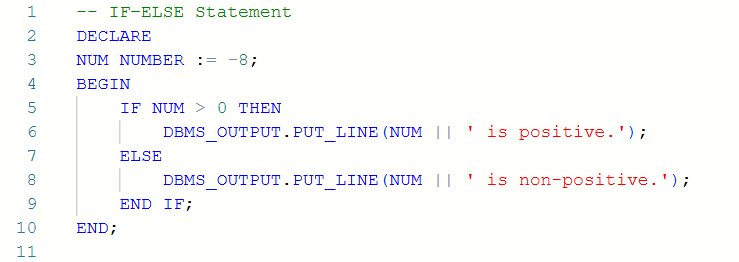 1 -- IF-ELSE Statement
2 DECLARE
3 NUM NUMBER := -8;
4 BEGIN
5     IF NUM > 0 THEN
6         DBMS_OUTPUT.PUT_LINE(NUM || ' is positive.');
7     ELSE
8         DBMS_OUTPUT.PUT_LINE(NUM || ' is non-positive.');
9     END IF;
10 END;
11